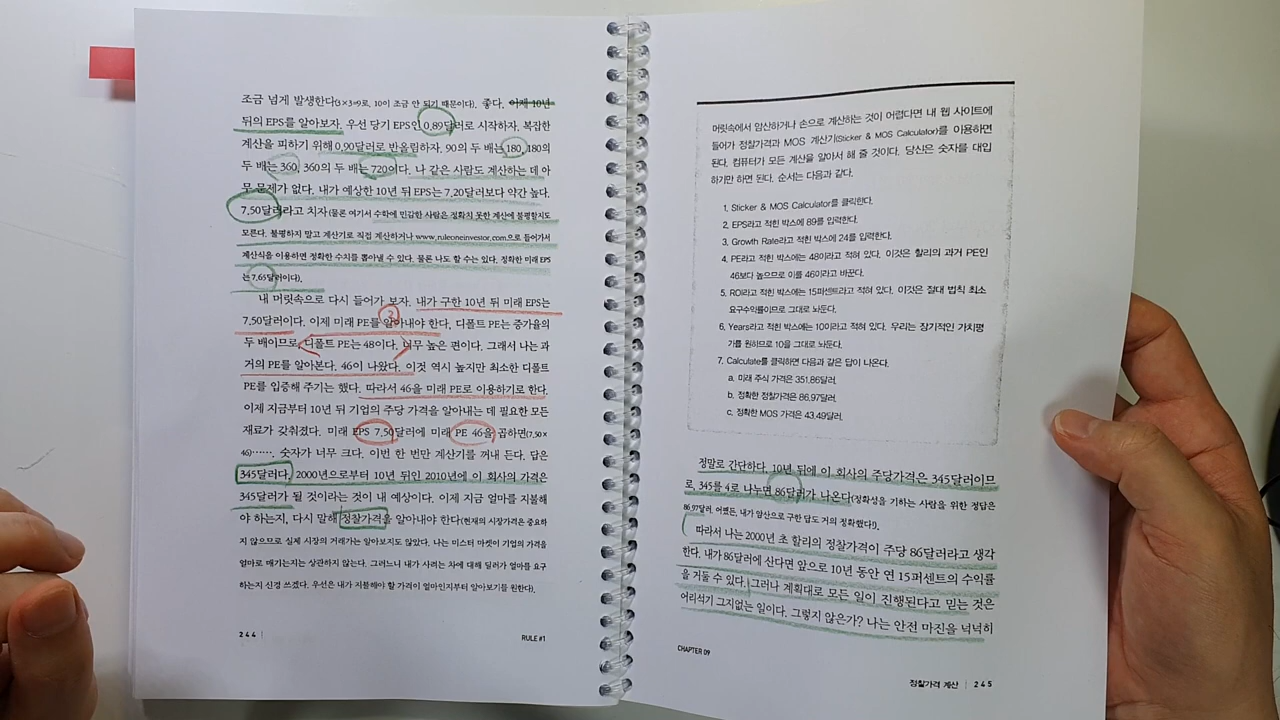 조금 넘게 발생한다(3×3=9로, 10이 조금 안 되기 때문이다). 좋다. 이제 10년
뒤의 EPS를 알아보자. 우선 당기 EPS인 0.89달러로 시작하자. 복잡한
계산을 피하기 위해 0.90달러로 반올림하자. 90의 두 배는 180, 180의
두 배는 360, 360의 두 배는 720이다. 나 같은 사람도 계산하는 데 아
무 문제가 없다. 내가 예상한 10년 뒤 EPS는 7.20달러보다 약간 높다.
7.50달러라고 치자(물론 여기서 수학에 민감한 사람은 정확치 못한 계산에 불평할지도
모른다. 불평하지 말고 계산기로 직접 계산하거나 www.ruleoneinvestor.com으로 들어가서
계산식을 이용하면 정확한 수치를 뽑아낼 수 있다. 물론 나도 할 수는 있다. 정확한 미래 EPS
는 7.65달러이다).
내 머릿속으로 다시 들어가 보자. 내가 구한 10년 뒤 미래 EPS는
7.50달러이다. 이제 미래 PE를 알아내야 한다, 디폴트 PE는 증가율의
2
두 배이므로, 디폴트 PE는 48이다. 너무 높은 편이다. 그래서 나는 과
거의 PE를 알아본다. 46이 나왔다. 이것 역시 높지만 최소한 디폴트
PE를 입증해 주기는 했다. 따라서 46을 미래 PE로 이용하기로 한다.
이제 지금부터 10년 뒤 기업의 주당 가격을 알아내는 데 필요한 모든
재료가 갖춰졌다. 미래 EPS 7.50달러에 미래 PE 46을 곱하면(7.50×
46)……. 숫자가 너무 크다. 이번 한 번만 계산기를 꺼내 든다. 답은
345달러다. 2000년으로부터 10년 뒤인 2010년에 이 회사의 가격은
345달러가 될 것이라는 것이 내 예상이다. 이제 지금 얼마를 지불해
야 하는지, 다시 말해 정찰가격을 알아내야 한다(현재의 시장가격은 중요하
지 않으므로 실제 시장의 거래가는 알아보지도 않았다. 나는 미스터 마켓이 기업의 가격을
얼마로 매기는지는 상관하지 않는다. 그러느니 내가 사려는 차에 대해 딜러가 얼마를 요구
하는지 신경 쓰겠다. 우선은 내가 지불해야 할 가격이 얼마인지부터 알아보기를 원한다).
244
RULE #1
머릿속에서 암산하거나 손으로 계산하는 것이 어렵다면 내 웹 사이트에
들어가 정찰가격과 MOS 계산기(Sticker & MOS Calculator)를 이용하면
된다. 컴퓨터가 모든 계산을 알아서 해 줄 것이다. 당신은 숫자를 대입
하기만 하면 된다. 순서는 다음과 같다.
1. Sticker & MOS Calculator를 클릭한다.
2. EPS라고 적힌 박스에 89를 입력한다.
3. Growth Rate라고 적힌 박스에 24를 입력한다.
4. PE라고 적힌 박스에는 48이라고 적혀 있다. 이것은 할리의 과거 PE인
46보다 높으므로 이를 46이라고 바꾼다.
5. ROI라고 적힌 박스에는 15퍼센트라고 적혀 있다. 이것은 절대 법칙 최소
요구수익률이므로 그대로 놔둔다.
6. Years라고 적힌 박스에는 10이라고 적혀 있다. 우리는 장기적인 가치평
가를 원하므로 10을 그대로 놔둔다.
7. Calculate를 클릭하면 다음과 같은 답이 나온다.
a. 미래 주식 가격은 351.86달러.
b. 정확한 정찰가격은 86.97달러.
c. 정확한 MOS 가격은 43.49달러.
정말로 간단하다. 10년 뒤에 이 회사의 주당가격은 345달러이므
로, 345를 4로 나누면 86달러가 나온다(정확성을 기하는 사람을 위한 정답은
86.97달러. 어쨌든, 내가 암산으로 구한 답도 거의 정확했다!).
따라서 나는 2000년 초 할리의 정찰가격이 주당 86달러라고 생각
한다. 내가 86달러에 산다면 앞으로 10년 동안 연 15퍼센트의 수익률
을 거둘 수 있다. 그러나 계획대로 모든 일이 진행된다고 믿는 것은
어리석기 그지없는 일이다. 그렇지 않은가? 나는 안전 마진을 넉넉히
CHAPTER 09
정찰가격 계산 | 245